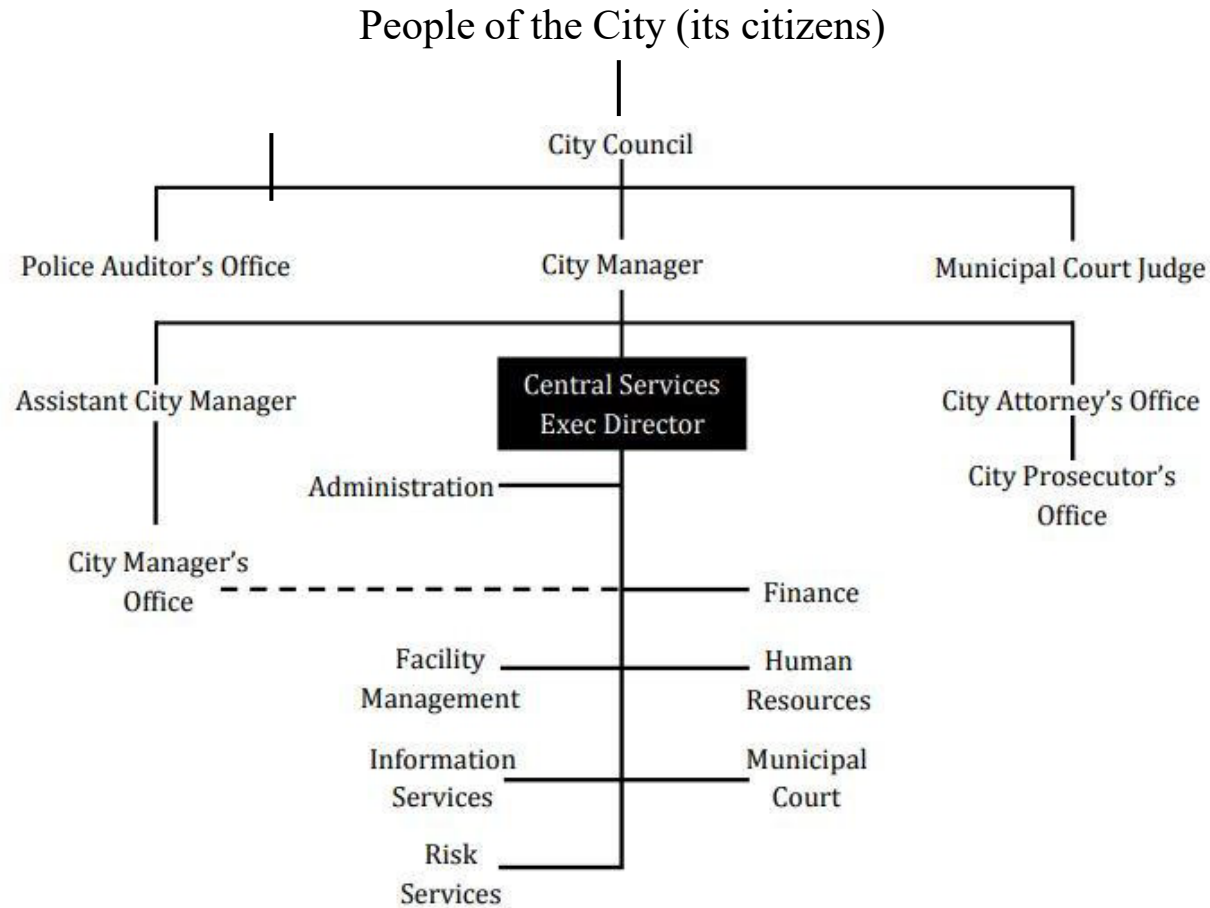 People of the City (its citizens)
City Council
Police Auditor's Office
City Manager
Municipal Court Judge
Assistant City Manager
Central Services
Exec Director
City Attorney's Office
City Prosecutor's
Office
Administration
City Manager's
Office
Finance
Facility
Management
Human
Resources
Information
Services
Municipal
Court
Risk
Services